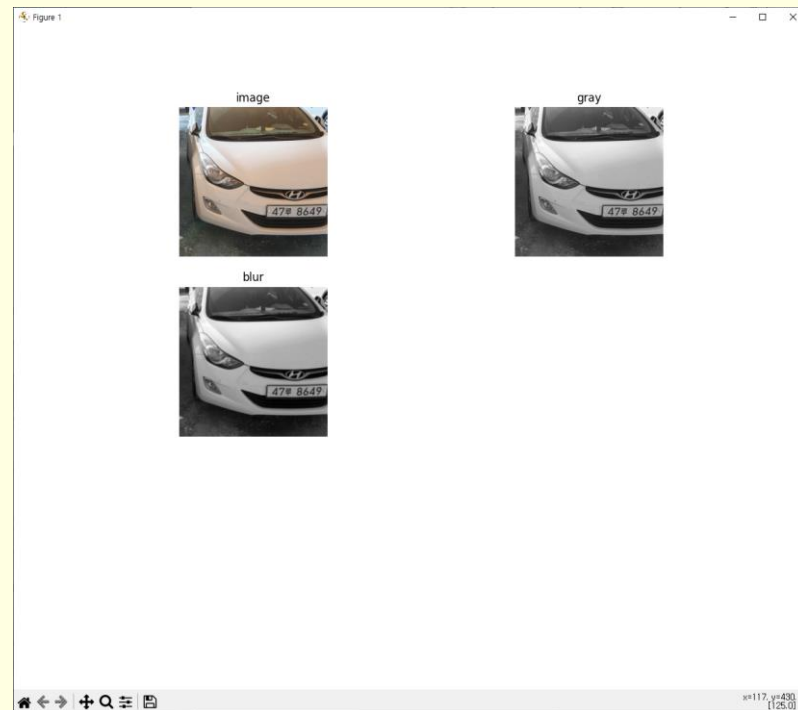 Figure 1
image
gray
47 8649
blur
47 8649
47 8649
x=117, y=430,
[125.0]